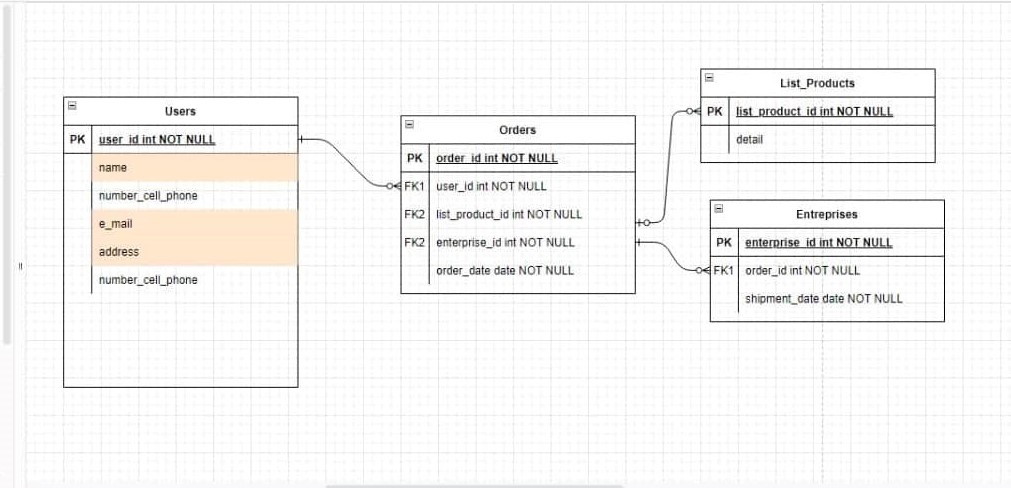 Users
PK user_id int NOT NULL
name
number_cell_phone
e_mail
address
number_cell_phone
Orders
PK order_id int NOT NULL
FK1 user_id int NOT NULL
FK2 list_product_id int NOT NULL
FK2 enterprise_id int NOT NULL
order_date date NOT NULL
List_Products
PK list_product_id int NOT NULL
detail
Entreprises
PK enterprise_id int NOT NULL
FK1 order_id int NOT NULL
shipment_date date NOT NULL